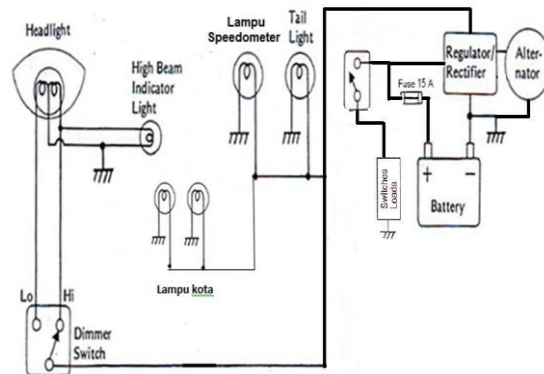 Headlight
High Beam
Indicator
Light
Lampu
Speedometer
Tail
Light
Regulator/
Rectifier
Alter-
nator
Fuse 15 A
Switches
Loads
+
−
Battery
Lampu kota
Lo
Hi
Dimmer
Switch